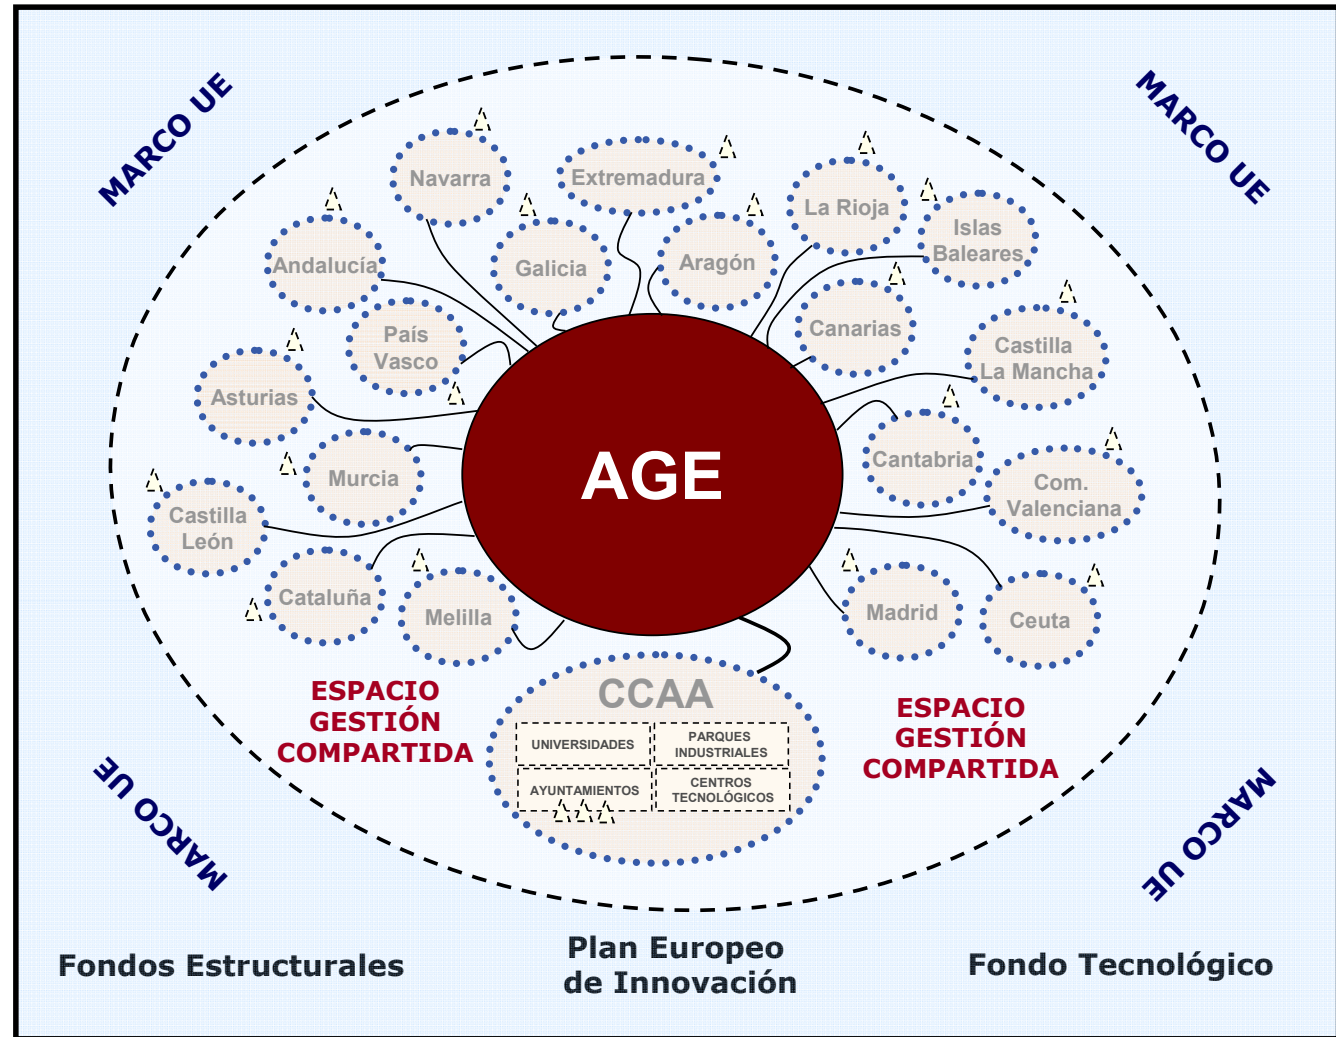 MARCO UE
MARCO UE
Navarra
Extremadura
La Rioja
Islas
Baleares
Andalucía
Galicia
Aragón
País
Vasco
Canarias
Castilla
La Mancha
Asturias
Murcia
AGE
Cantabria
Com.
Valenciana
Castilla
León
Cataluña
Melilla
Madrid
Ceuta
ESPACIO
GESTIÓN
COMPARTIDA
CCAA
UNIVERSIDADES
PARQUES
INDUSTRIALES
AYUNTAMIENTOS
CENTROS
TECNOLÓGICOS
ESPACIO
GESTIÓN
COMPARTIDA
MARCO UE
MARCO UE
Fondos Estructurales
Plan Europeo
de Innovación
Fondo Tecnológico